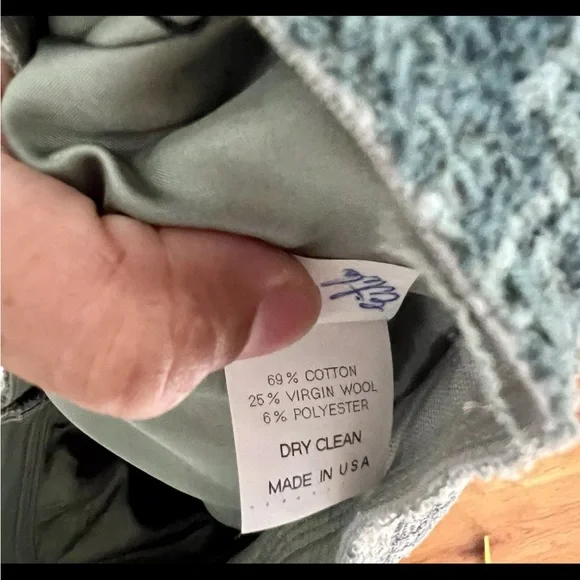 69% COTTON
25% VIRGIN WOOL
6% POLYESTER
DRY CLEAN
MADE IN USA